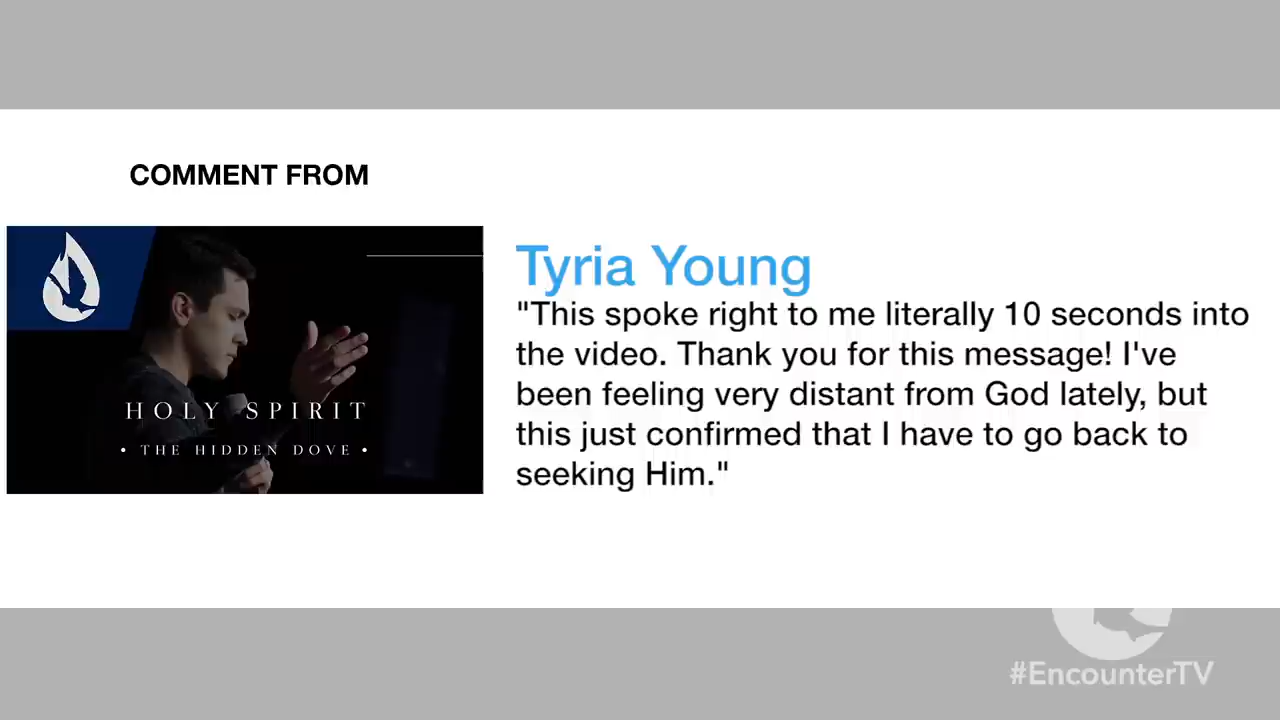 COMMENT FROM
HOLY SPIRIT
• THE HIDDEN DOVE •
Tyria Young
"This spoke right to me literally 10 seconds into
the video. Thank you for this message! I've
been feeling very distant from God lately, but
this just confirmed that I have to go back to
seeking Him."
#EncounterTV